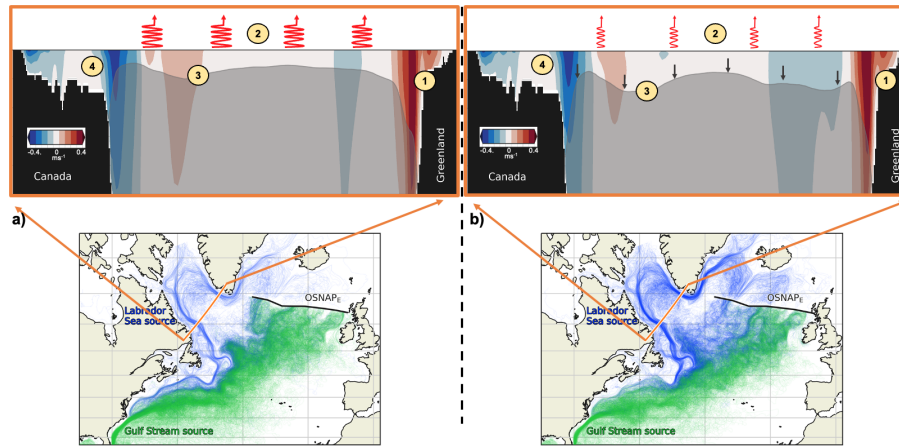 2
4
3
1
-0.4.
0
0.4
ms⁻¹
Canada
Greenland
a)
OSNAP_E
Labrador
Sea source
Gulf Stream source
2
4
3
1
-0.4.
0
0.4
ms⁻¹
Canada
Greenland
b)
OSNAP_E
Labrador
Sea source
Gulf Stream source